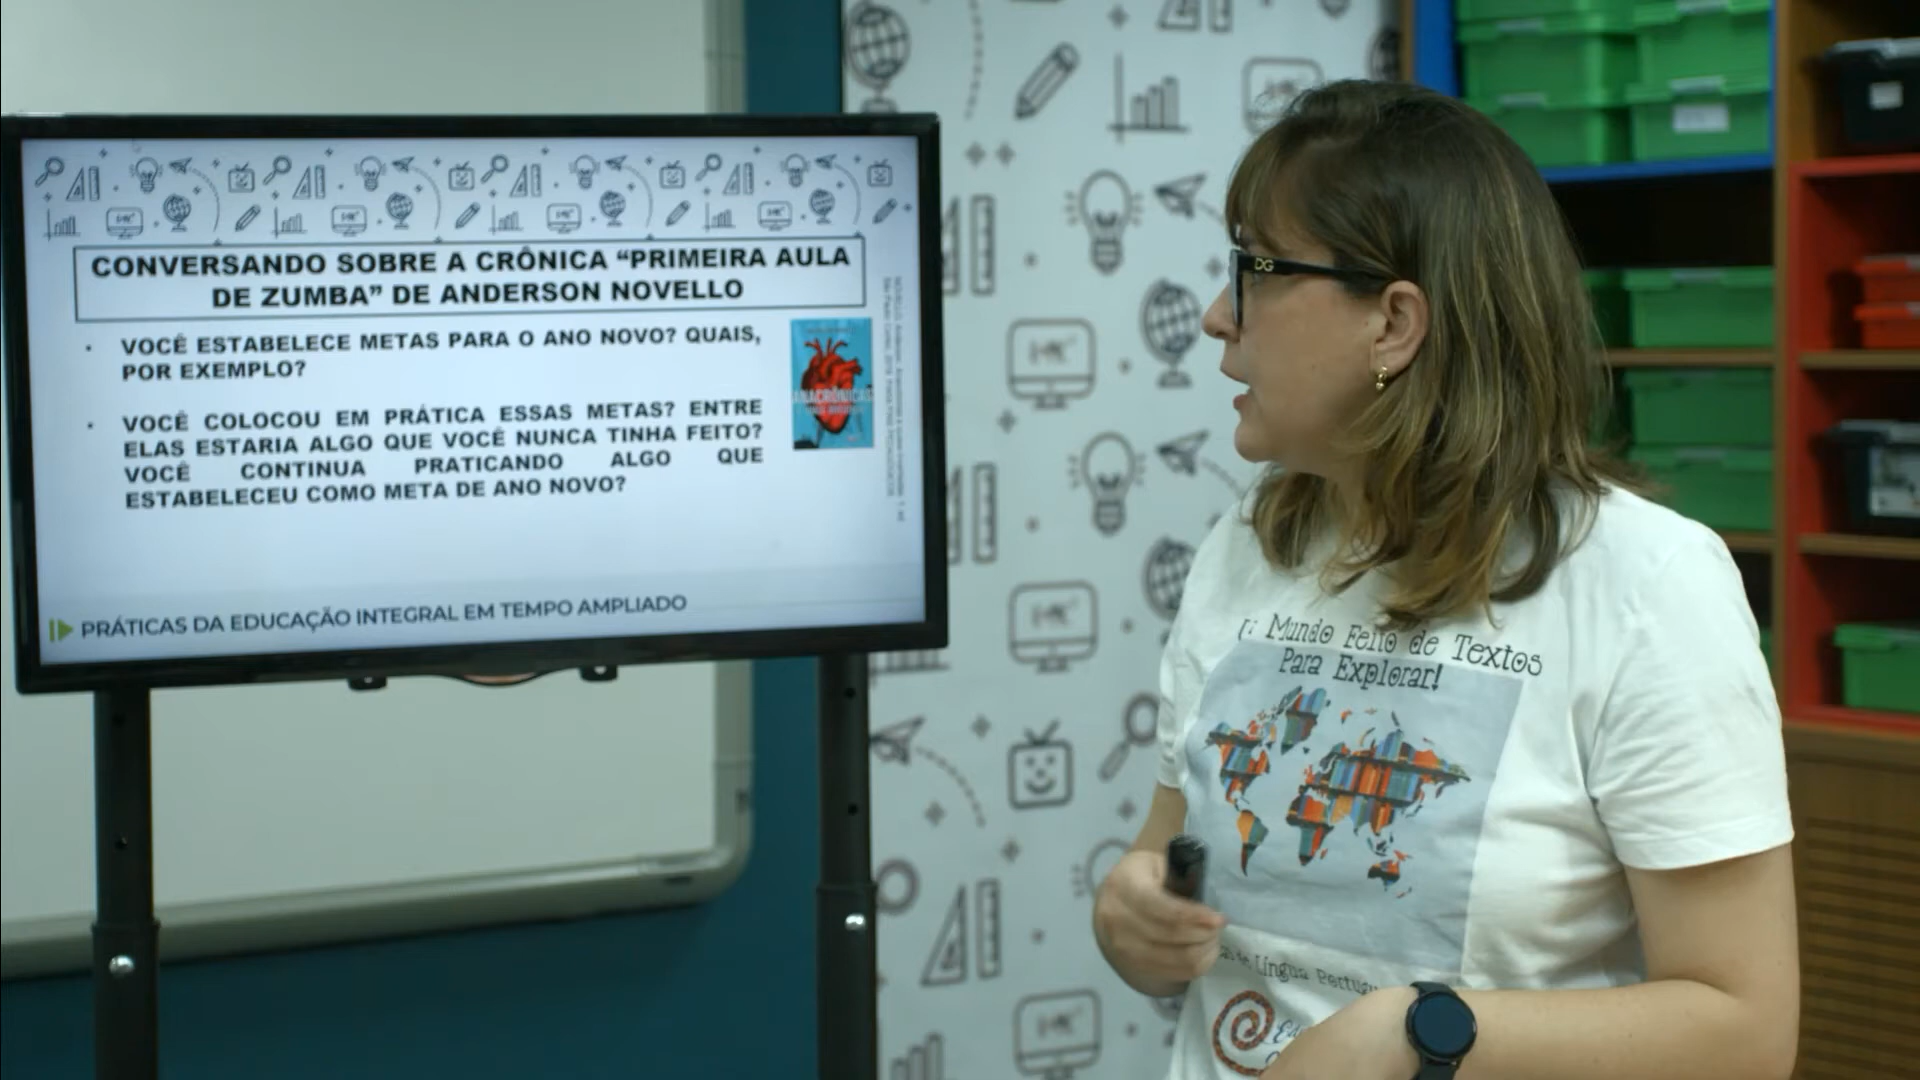 CONVERSANDO SOBRE A CRÔNICA “PRIMEIRA AULA
DE ZUMBA” DE ANDERSON NOVELLO
• VOCÊ ESTABELECE METAS PARA O ANO NOVO? QUAIS,
POR EXEMPLO?
• VOCÊ COLOCOU EM PRÁTICA ESSAS METAS? ENTRE
ELAS ESTARIA ALGO QUE VOCÊ NUNCA TINHA FEITO?
VOCÊ CONTINUA PRATICANDO ALGO QUE
ESTABELECEU COMO META DE ANO NOVO?
ANACRÔNICAS
PRÁTICAS DA EDUCAÇÃO INTEGRAL EM TEMPO AMPLIADO
DG
Mundo Feito de Textos
Para Explorar!
de Língua Portugu